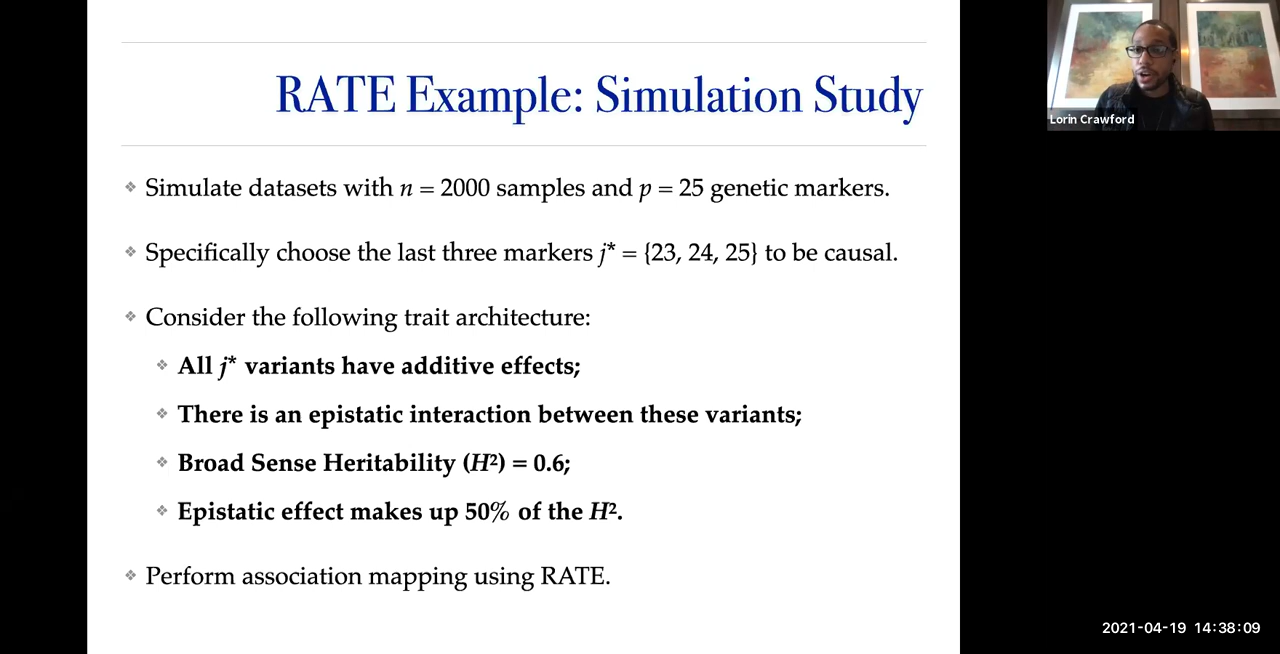 RATE Example: Simulation Study
Lorin Crawford
❖ Simulate datasets with n = 2000 samples and p = 25 genetic markers.
❖ Specifically choose the last three markers j* = {23, 24, 25} to be causal.
❖ Consider the following trait architecture:
❖ All j* variants have additive effects;
❖ There is an epistatic interaction between these variants;
❖ Broad Sense Heritability (H²) = 0.6;
❖ Epistatic effect makes up 50% of the H².
❖ Perform association mapping using RATE.
2021-04-19 14:38:09